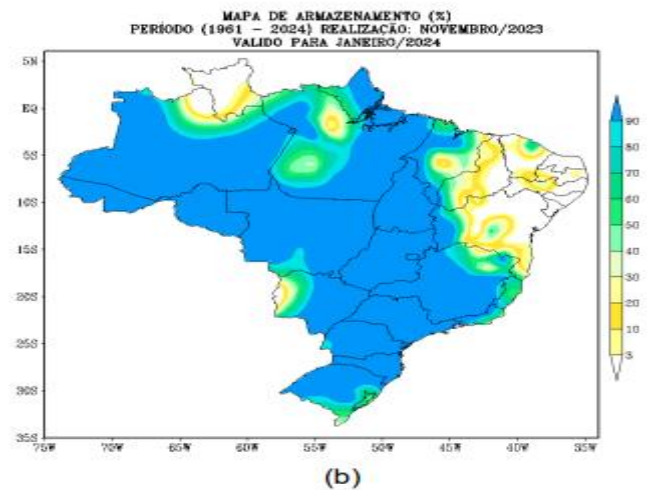 MAPA DE ARMAZENAMENTO (%)
PERÍODO (1961 – 2024) REALIZAÇÃO: NOVEMBRO/2023
VALIDO PARA JANEIRO/2024
5N
EQ
5S
10S
15S
20S
25S
30S
35S
75W 70W 65W 60W 55W 50W 45W 40W 35W
90
80
70
60
50
40
30
20
10
3
(b)